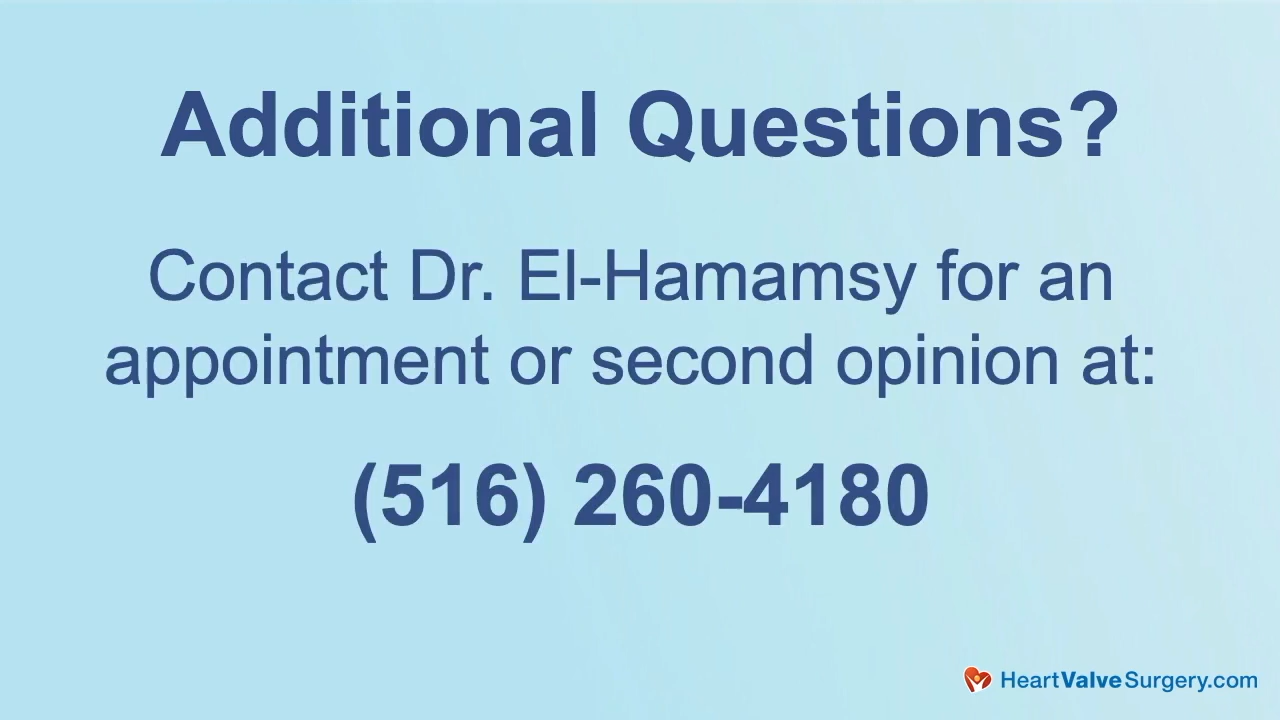 Additional Questions?
Contact Dr. El-Hamamsy for an
appointment or second opinion at:
(516) 260-4180
HeartValveSurgery.com